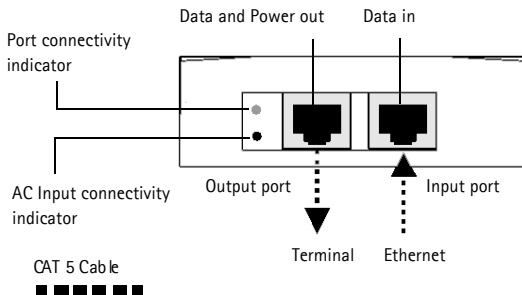 Data and Power out
Data in
Port connectivity
indicator
AC Input connectivity
indicator
Output port
Input port
Terminal
Ethernet
CAT 5 Cable